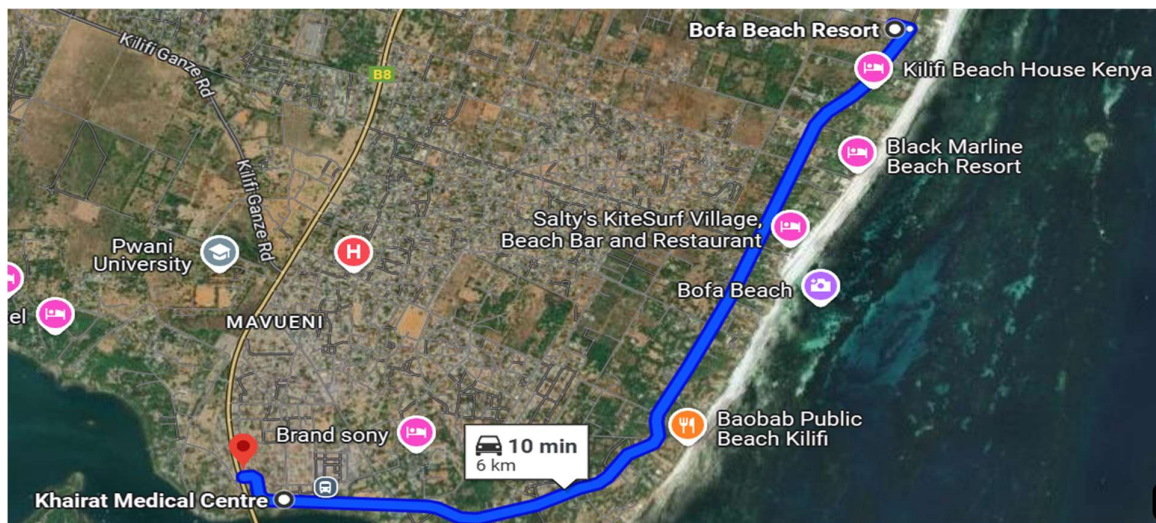 Bofa Beach Resort
Kilifi Ganze Rd
B8
Kilifi Beach House Kenya
Black Marline
Beach Resort
Kilifi Ganze Rd
Salty's KiteSurf Village,
Beach Bar and Restaurant
Pwani
University
H
Bofa Beach
el
MAVUENI
Baobab Public
Beach Kilifi
Brand sony
10 min
6 km
Khairat Medical Centre